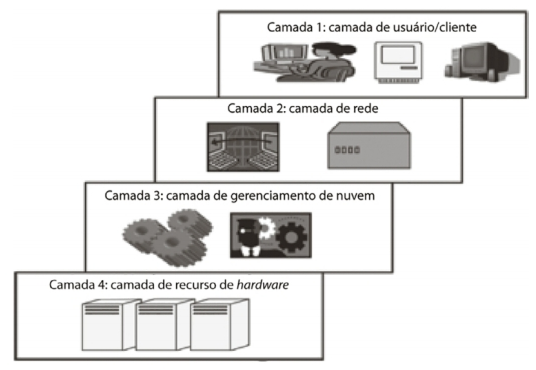 Camada 1: camada de usuário/cliente
Camada 2: camada de rede
Camada 3: camada de gerenciamento de nuvem
Camada 4: camada de recurso de hardware